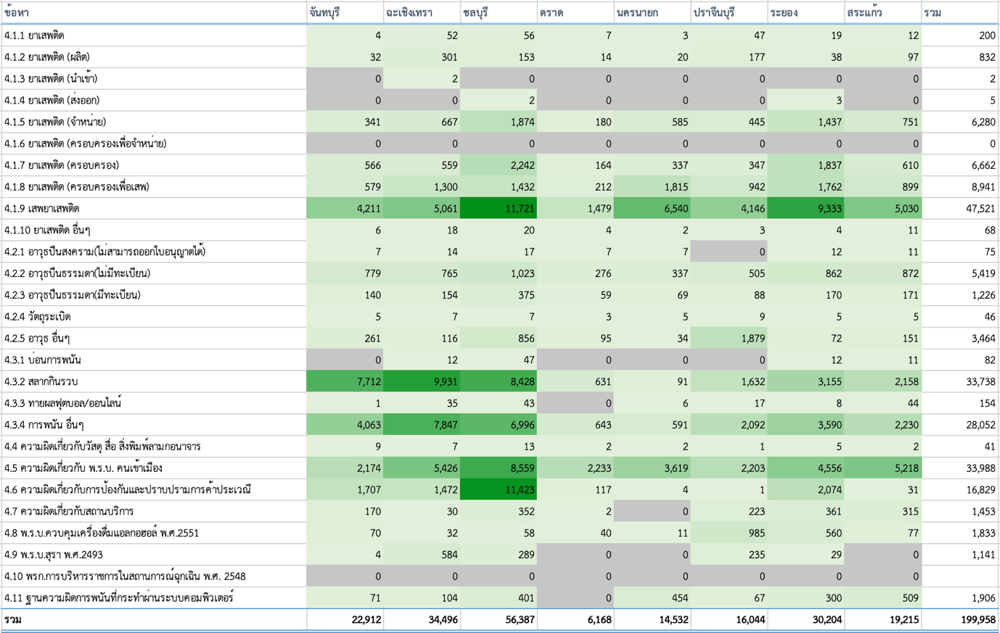 ข้อหา จันทบุรี ฉะเชิงเทรา ชลบุรี ตราด นครนายก ปราจีนบุรี ระยอง สระแก้ว รวม
4.1.1 ยาเสพติด 4 52 56 7 3 47 19 12 200
4.1.2 ยาเสพติด (ผลิต) 32 301 153 14 20 177 38 97 832
4.1.3 ยาเสพติด (นำเข้า) 0 2 0 0 0 0 0 0 2
4.1.4 ยาเสพติด (ส่งออก) 0 0 2 0 0 0 3 0 5
4.1.5 ยาเสพติด (จำหน่าย) 341 667 1,874 180 585 445 1,437 751 6,280
4.1.6 ยาเสพติด (ครอบครองเพื่อจำหน่าย) 0 0 0 0 0 0 0 0 0
4.1.7 ยาเสพติด (ครอบครอง) 566 559 2,242 164 337 347 1,837 610 6,662
4.1.8 ยาเสพติด (ครอบครองเพื่อเสพ) 579 1,300 1,432 212 1,815 942 1,762 899 8,941
4.1.9 เสพยาเสพติด 4,211 5,061 11,721 1,479 6,540 4,146 9,333 5,030 47,521
4.1.10 ยาเสพติด อื่นๆ 6 18 20 4 2 3 4 11 68
4.2.1 อาวุธปืนสงคราม(ไม่สามารถออกใบอนุญาตได้) 7 14 17 7 7 0 12 11 75
4.2.2 อาวุธปืนธรรมดา(ไม่มีทะเบียน) 779 765 1,023 276 337 505 862 872 5,419
4.2.3 อาวุธปืนธรรมดา(มีทะเบียน) 140 154 375 59 69 88 170 171 1,226
4.2.4 วัตถุระเบิด 5 7 7 3 5 9 5 5 46
4.2.5 อาวุธ อื่นๆ 261 116 856 95 34 1,879 72 151 3,464
4.3.1 บ่อนการพนัน 0 12 47 0 0 0 12 11 82
4.3.2 สลากกินรวบ 7,712 9,931 8,428 631 91 1,632 3,155 2,158 33,738
4.3.3 ทายผลฟุตบอล/ออนไลน์ 1 35 43 0 6 17 8 44 154
4.3.4 การพนัน อื่นๆ 4,063 7,847 6,996 643 591 2,092 3,590 2,230 28,052
4.4 ความผิดเกี่ยวกับวัสดุ สื่อ สิ่งพิมพ์ลามกอนาจาร 9 7 13 2 2 1 5 2 41
4.5 ความผิดเกี่ยวกับ พ.ร.บ. คนเข้าเมือง 2,174 5,426 8,559 2,233 3,619 2,203 4,556 5,218 33,988
4.6 ความผิดเกี่ยวกับการป้องกันและปราบปรามการค้าประเวณี 1,707 1,472 11,423 117 4 1 2,074 31 16,829
4.7 ความผิดเกี่ยวกับสถานบริการ 170 30 352 2 0 223 361 315 1,453
4.8 พ.ร.บ.ควบคุมเครื่องดื่มแอลกอฮอล์ พ.ศ.2551 70 32 58 40 11 985 560 77 1,833
4.9 พ.ร.บ.สุรา พ.ศ.2493 4 584 289 0 0 235 29 0 1,141
4.10 พรก.การบริหารราชการในสถานการณ์ฉุกเฉิน พ.ศ. 2548 0 0 0 0 0 0 0 0
4.11 ฐานความผิดการพนันที่กระทำผ่านระบบคอมพิวเตอร์ 71 104 401 0 454 67 300 509 1,906
รวม 22,912 34,496 56,387 6,168 14,532 16,044 30,204 19,215 199,958